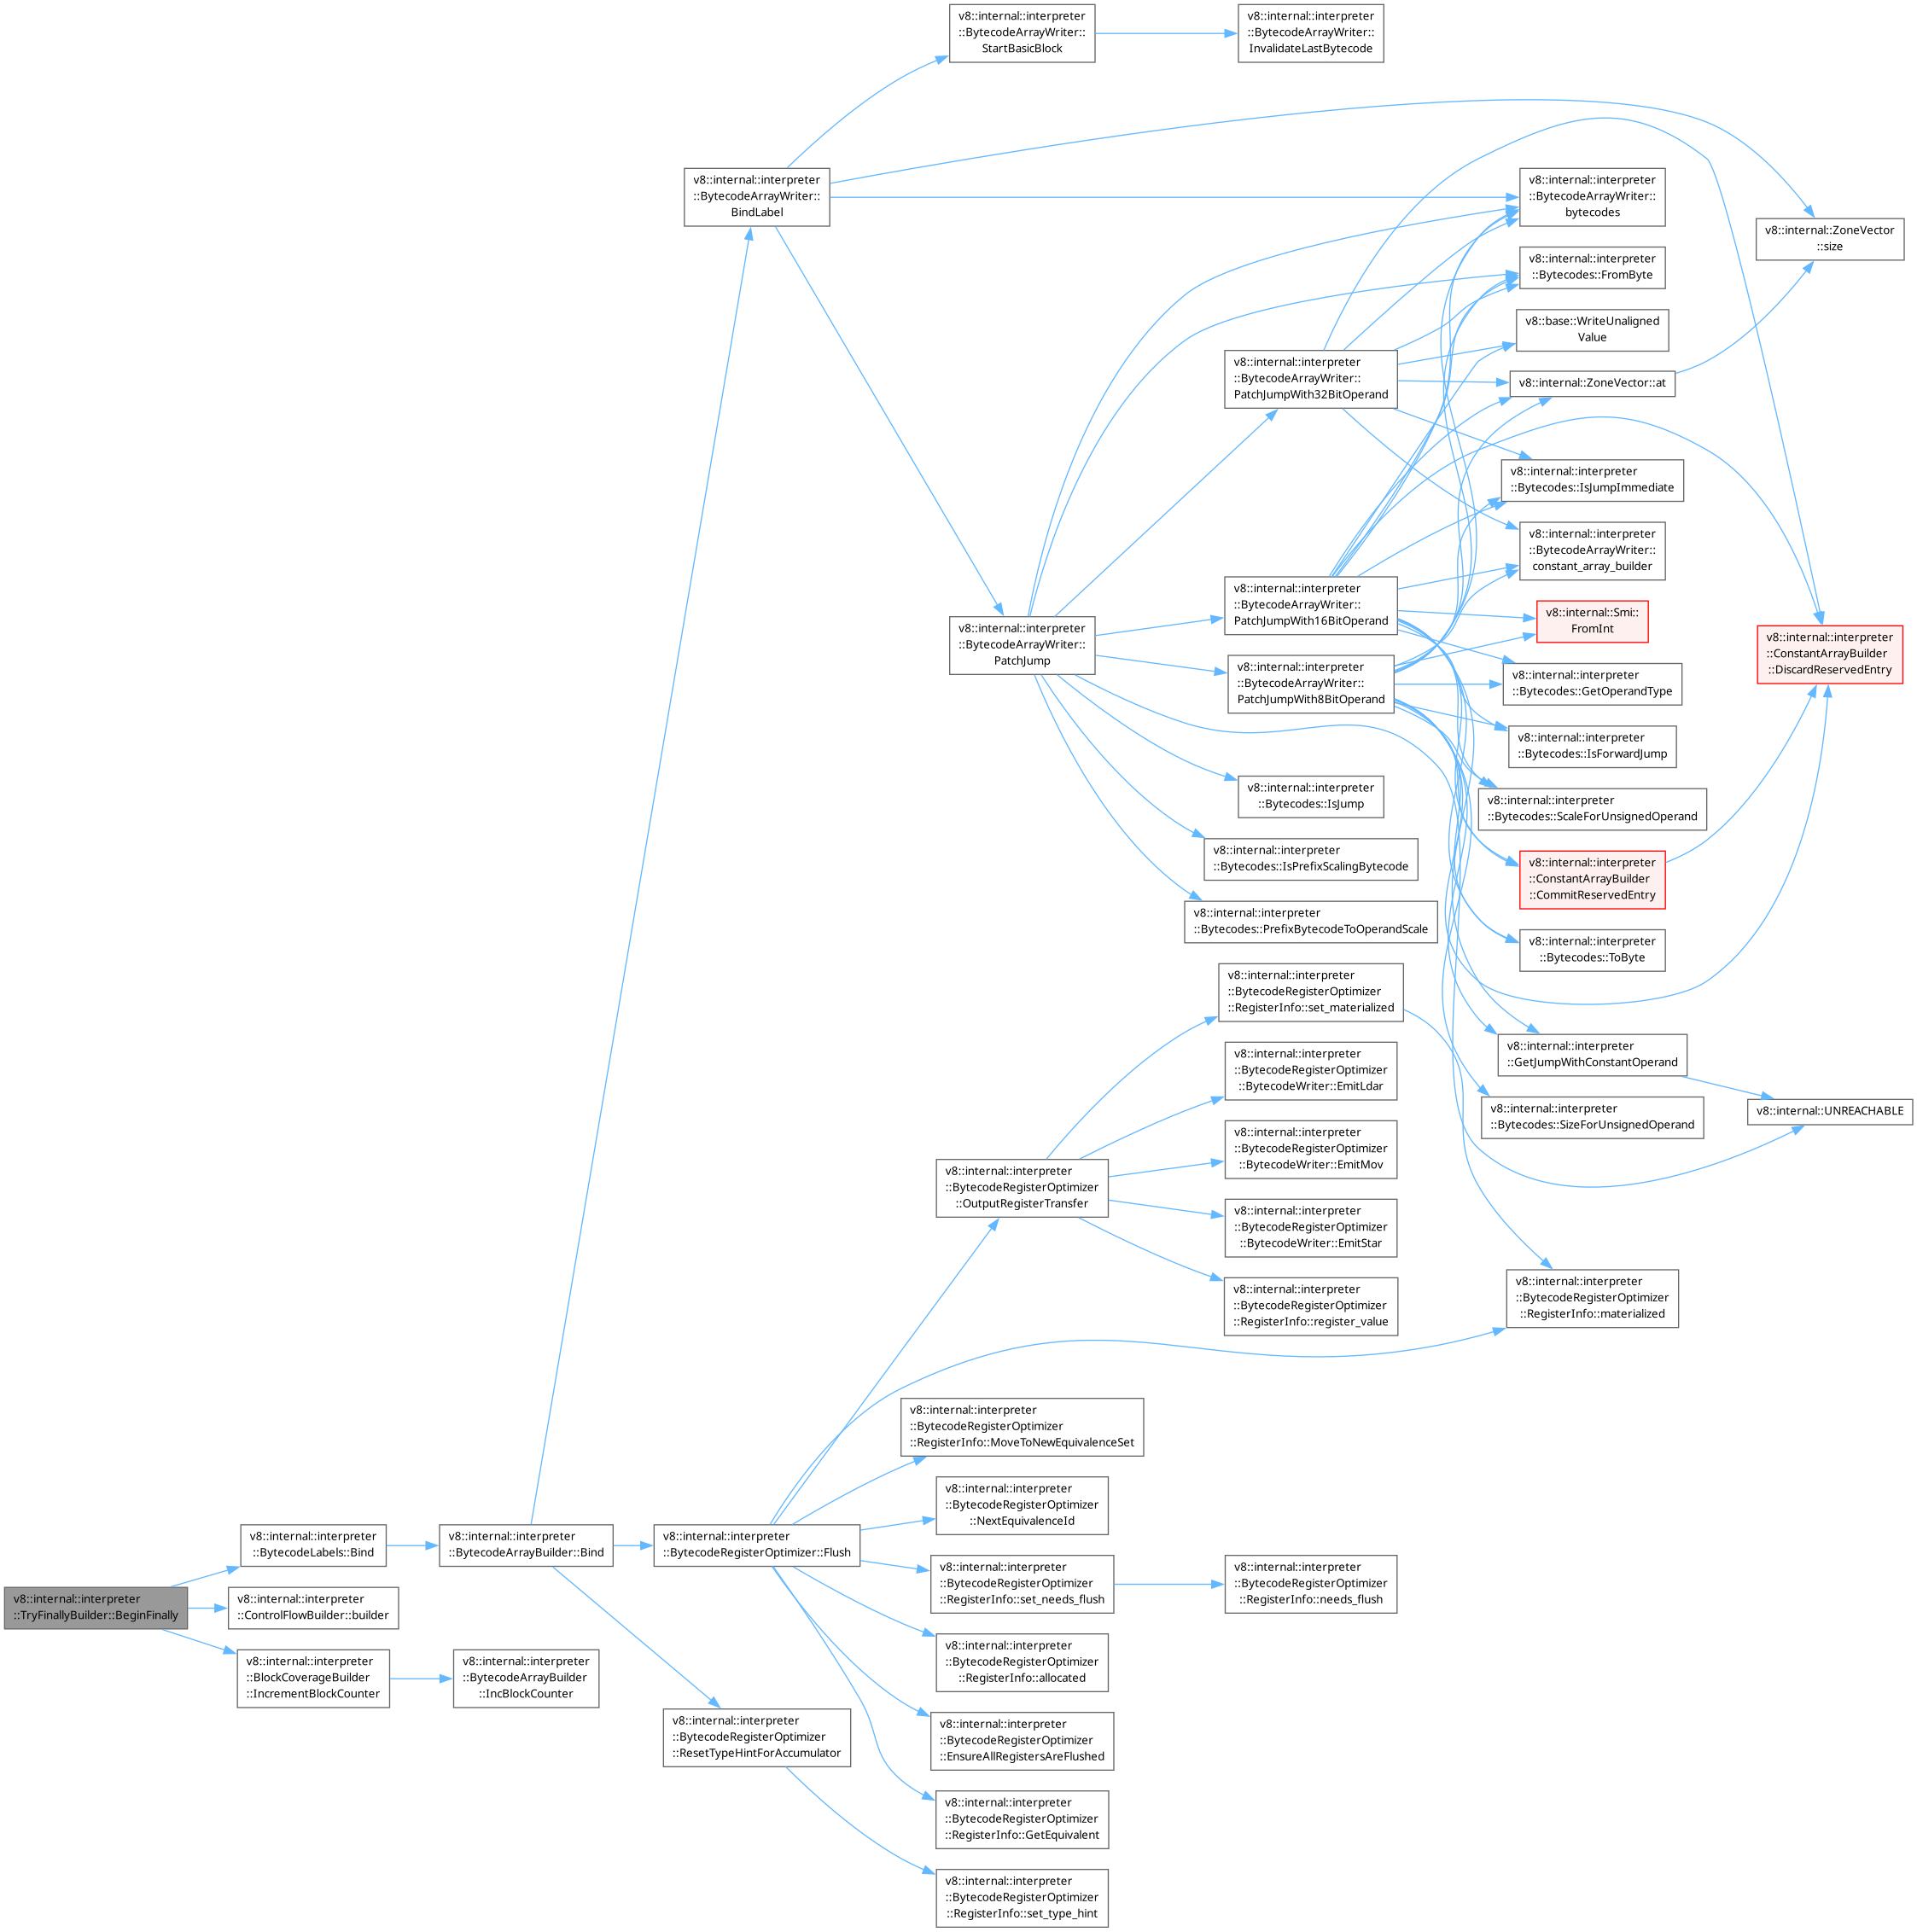 v8::internal::interpreter
::TryFinallyBuilder::BeginFinally
v8::internal::interpreter
::BytecodeLabels::Bind
v8::internal::interpreter
::ControlFlowBuilder::builder
v8::internal::interpreter
::BlockCoverageBuilder
::IncrementBlockCounter
v8::internal::interpreter
::BytecodeArrayBuilder::Bind
v8::internal::interpreter
::BytecodeArrayBuilder
::IncBlockCounter
v8::internal::interpreter
::BytecodeArrayWriter::
BindLabel
v8::internal::interpreter
::BytecodeRegisterOptimizer::Flush
v8::internal::interpreter
::BytecodeRegisterOptimizer
::ResetTypeHintForAccumulator
v8::internal::interpreter
::BytecodeArrayWriter::
StartBasicBlock
v8::internal::interpreter
::BytecodeArrayWriter::
PatchJump
v8::internal::interpreter
::BytecodeRegisterOptimizer
::OutputRegisterTransfer
v8::internal::interpreter
::BytecodeRegisterOptimizer
::RegisterInfo::MoveToNewEquivalenceSet
v8::internal::interpreter
::BytecodeRegisterOptimizer
::NextEquivalenceId
v8::internal::interpreter
::BytecodeRegisterOptimizer
::RegisterInfo::set_needs_flush
v8::internal::interpreter
::BytecodeRegisterOptimizer
::RegisterInfo::allocated
v8::internal::interpreter
::BytecodeRegisterOptimizer
::EnsureAllRegistersAreFlushed
v8::internal::interpreter
::BytecodeRegisterOptimizer
::RegisterInfo::GetEquivalent
v8::internal::interpreter
::BytecodeRegisterOptimizer
::RegisterInfo::set_type_hint
v8::internal::interpreter
::BytecodeArrayWriter::
InvalidateLastBytecode
v8::internal::interpreter
::BytecodeArrayWriter::
PatchJumpWith32BitOperand
v8::internal::interpreter
::BytecodeArrayWriter::
PatchJumpWith16BitOperand
v8::internal::interpreter
::BytecodeArrayWriter::
PatchJumpWith8BitOperand
v8::internal::interpreter
::Bytecodes::IsJump
v8::internal::interpreter
::Bytecodes::IsPrefixScalingBytecode
v8::internal::interpreter
::Bytecodes::PrefixBytecodeToOperandScale
v8::internal::interpreter
::BytecodeRegisterOptimizer
::RegisterInfo::set_materialized
v8::internal::interpreter
::BytecodeRegisterOptimizer
::BytecodeWriter::EmitLdar
v8::internal::interpreter
::BytecodeRegisterOptimizer
::BytecodeWriter::EmitMov
v8::internal::interpreter
::BytecodeRegisterOptimizer
::BytecodeWriter::EmitStar
v8::internal::interpreter
::BytecodeRegisterOptimizer
::RegisterInfo::register_value
v8::internal::interpreter
::BytecodeRegisterOptimizer
::RegisterInfo::needs_flush
v8::internal::interpreter
::BytecodeArrayWriter::
bytecodes
v8::internal::interpreter
::Bytecodes::FromByte
v8::base::WriteUnaligned
Value
v8::internal::ZoneVector::at
v8::internal::interpreter
::Bytecodes::IsJumpImmediate
v8::internal::interpreter
::BytecodeArrayWriter::
constant_array_builder
v8::internal::Smi::
FromInt
v8::internal::interpreter
::Bytecodes::GetOperandType
v8::internal::interpreter
::Bytecodes::IsForwardJump
v8::internal::interpreter
::Bytecodes::ScaleForUnsignedOperand
v8::internal::interpreter
::ConstantArrayBuilder
::CommitReservedEntry
v8::internal::interpreter
::Bytecodes::ToByte
v8::internal::interpreter
::GetJumpWithConstantOperand
v8::internal::interpreter
::Bytecodes::SizeForUnsignedOperand
v8::internal::interpreter
::BytecodeRegisterOptimizer
::RegisterInfo::materialized
v8::internal::ZoneVector
::size
v8::internal::interpreter
::ConstantArrayBuilder
::DiscardReservedEntry
v8::internal::UNREACHABLE